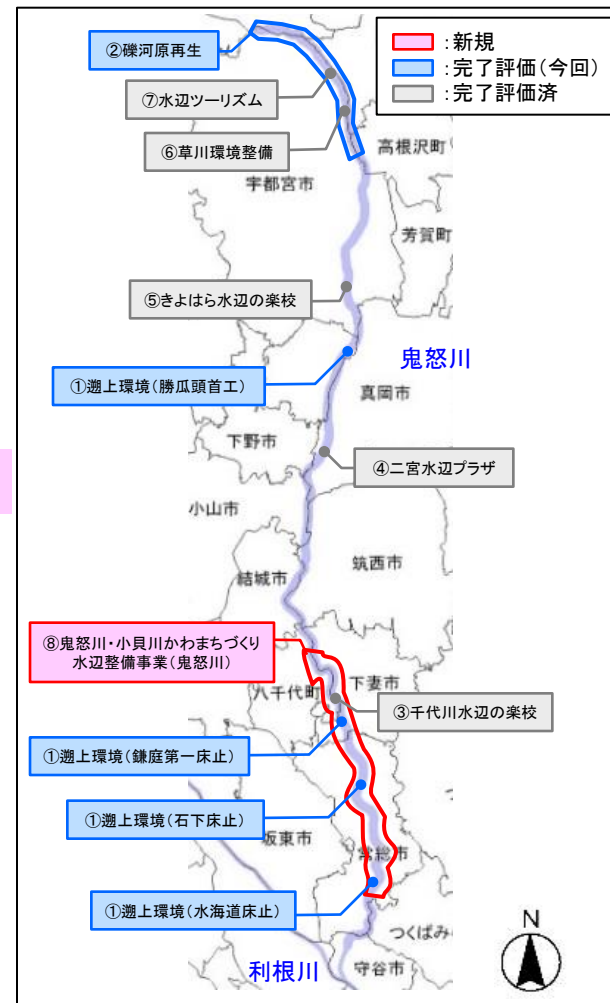 ②礫河原再生
：新規
：完了評価（今回）
：完了評価済
⑦水辺ツーリズム
⑥草川環境整備
高根沢町
宇都宮市
芳賀町
⑤きよはら水辺の楽校
鬼怒川
①遡上環境（勝瓜頭首工）
真岡市
下野市
④二宮水辺プラザ
小山市
筑西市
結城市
⑧鬼怒川・小貝川かわまちづくり
水辺整備事業（鬼怒川）
下妻市
八千代町
③千代川水辺の楽校
①遡上環境（鎌庭第一床止）
①遡上環境（石下床止）
坂東市
常総市
①遡上環境（水海道床止）
N
つくばみ
利根川
守谷市